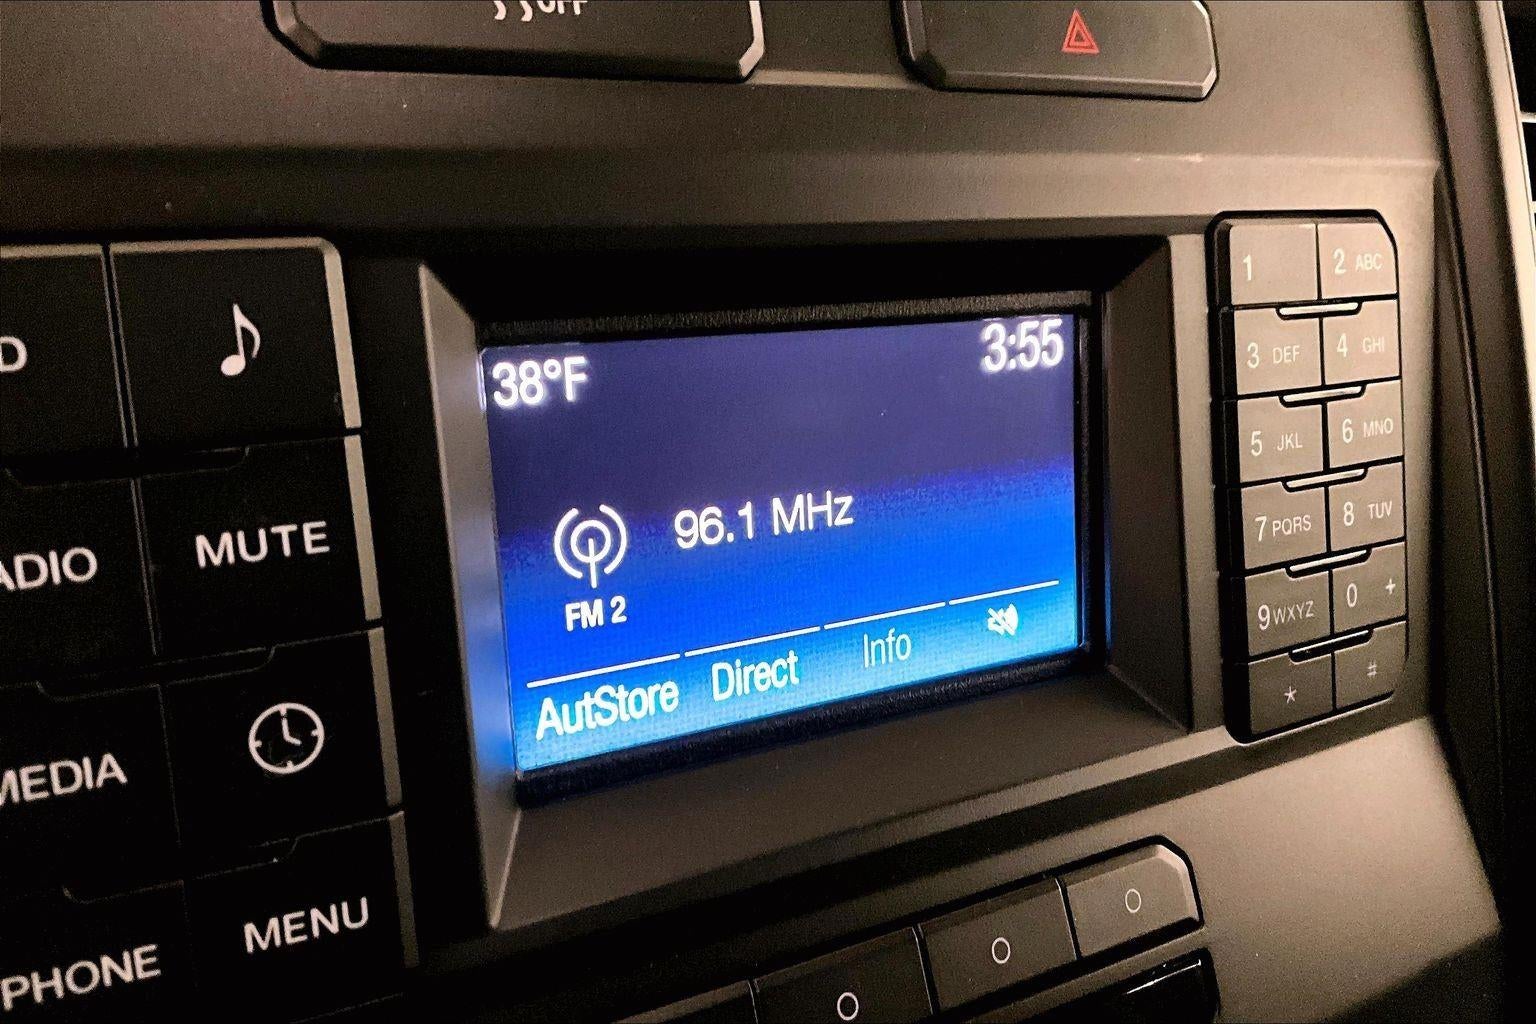 OFF
38°F
3:55
96.1 MHz
FM 2
AutStore
Direct
Info
D
ADIO
MUTE
MEDIA
PHONE
MENU
1
2 ABC
3 DEF
4 GHI
5 JKL
6 MNO
7 PQRS
8 TUV
9 WXYZ
0 +
*
#